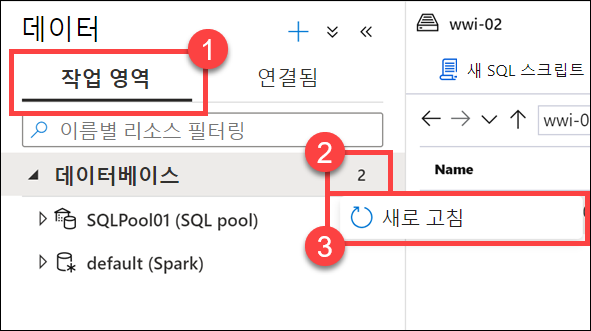 데이터
1
작업 영역
연결됨
이름별 리소스 필터링
2
데이터베이스
2
새로 고침
3
SQLPool01 (SQL pool)
default (Spark)
wwi-02
새 SQL 스크립트
wwi-0
Name